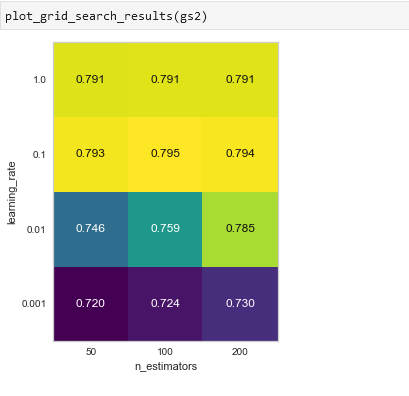 plot_grid_search_results(gs2)
1.0 0.791 0.791 0.791
0.1 0.793 0.795 0.794
learning_rate
0.01 0.746 0.759 0.785
0.001 0.720 0.724 0.730
50 100 200
n_estimators